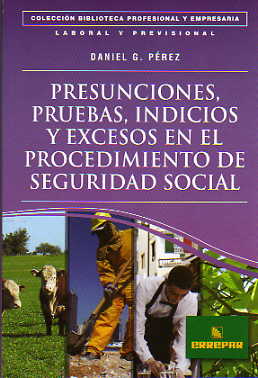 COLECCIÓN BIBLIOTECA PROFESIONAL Y EMPRESARIA
LABORAL Y PREVISIONAL
DANIEL G. PÉREZ
PRESUNCIONES,
PRUEBAS, INDICIOS
Y EXCESOS EN EL
PROCEDIMIENTO DE
SEGURIDAD SOCIAL
ERREPAR